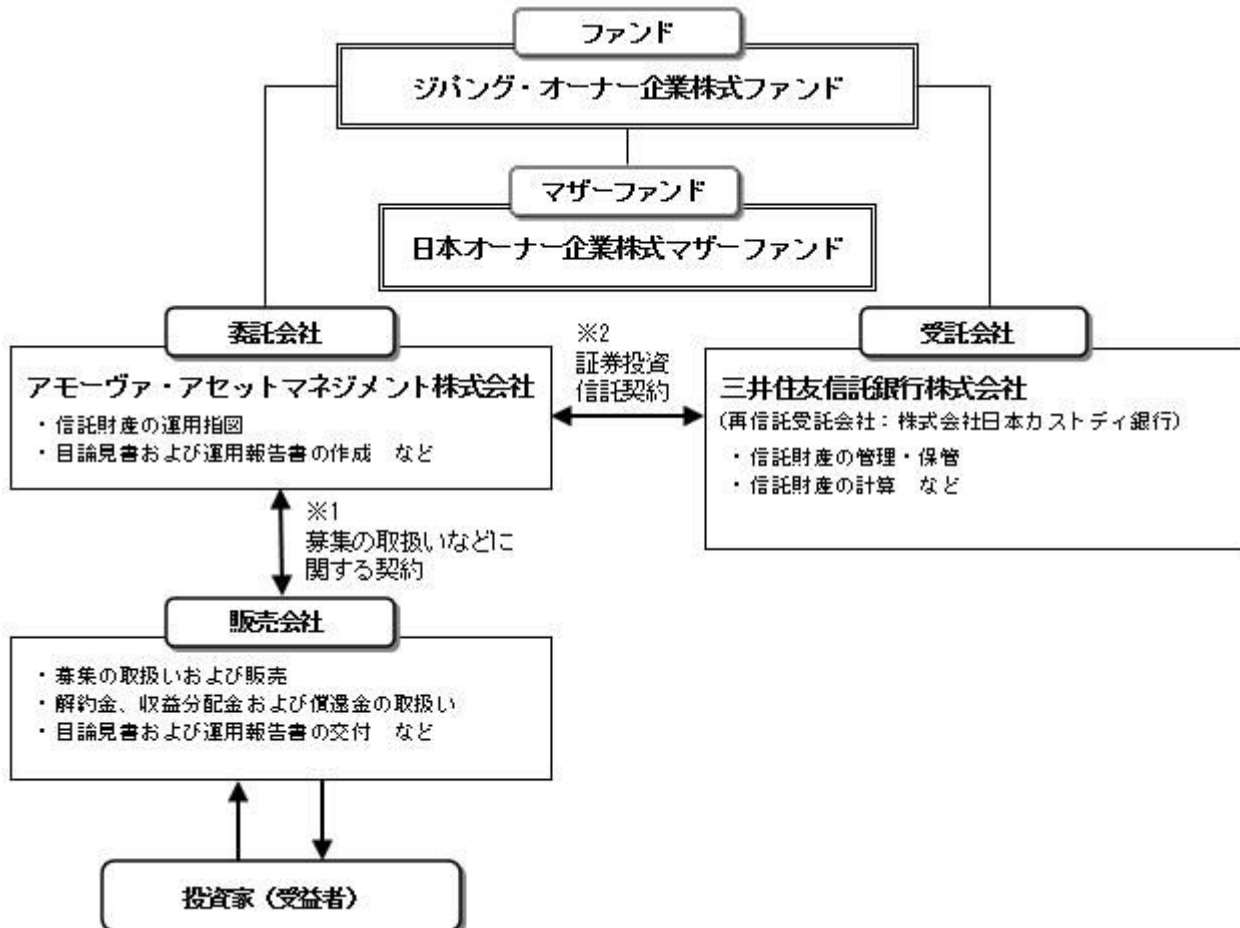 ファンド
ジパング・オーナー企業株式ファンド
マザーファンド
日本オーナー企業株式マザーファンド
委託会社
アモーヴァ・アセットマネジメント株式会社
・信託財産の運用指図
・目論見書および運用報告書の作成　など
※2
証券投資
信託契約
受託会社
三井住友信託銀行株式会社
(再信託受託会社：株式会社日本カストディ銀行)
・信託財産の管理・保管
・信託財産の計算　など
※1
募集の取扱いなどに
関する契約
販売会社
・募集の取扱いおよび販売
・解約金、収益分配金および償還金の取扱い
・目論見書および運用報告書の交付　など
投資家（受益者）